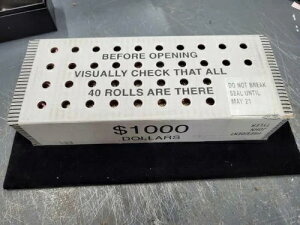 BEFORE OPENING
VISUALLY CHECK THAT ALL
40 ROLLS ARE THERE
DO NOT BREAK
SEAL UNTIL
MAY 21
$1000
DOLLARS